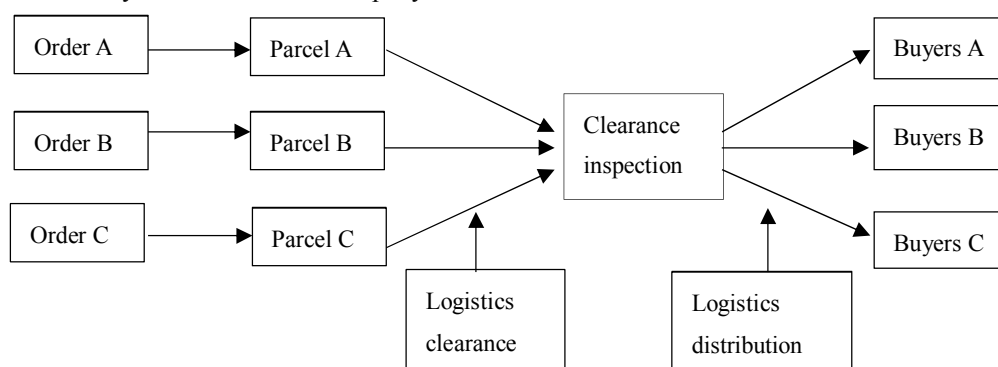 Order A
Parcel A
Buyers A
Order B
Parcel B
Clearance
inspection
Buyers B
Order C
Parcel C
Buyers C
Logistics
clearance
Logistics
distribution